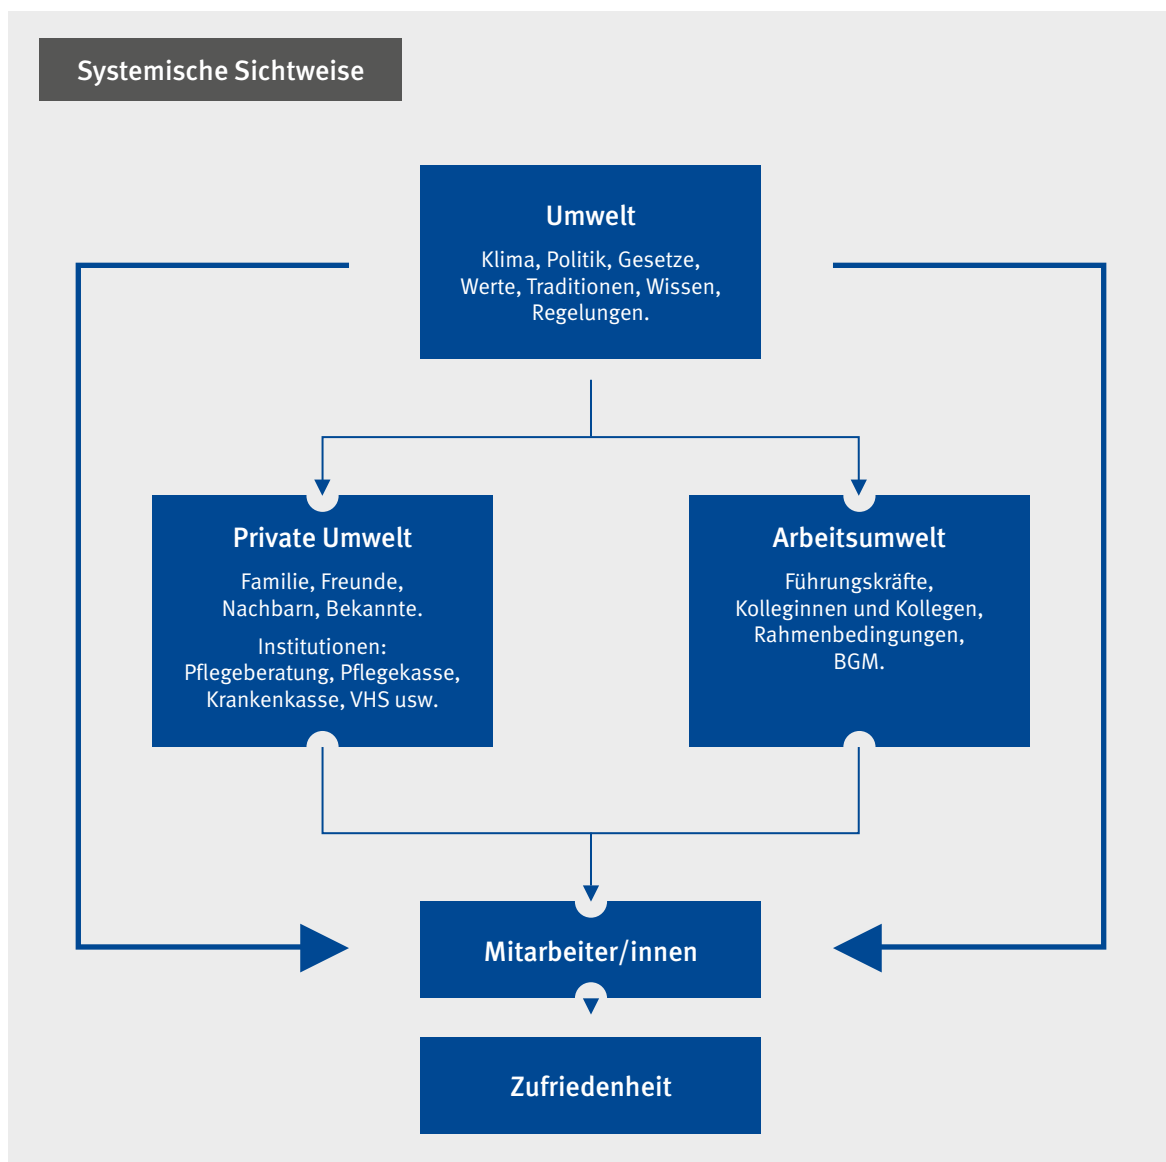 Systemische Sichtweise
Umwelt
Klima, Politik, Gesetze,
Werte, Traditionen, Wissen,
Regelungen.
Private Umwelt
Familie, Freunde,
Nachbarn, Bekannte.
Institutionen:
Pflegeberatung, Pflegekasse,
Krankenkasse, VHS usw.
Arbeitsumwelt
Führungskräfte,
Kolleginnen und Kollegen,
Rahmenbedingungen,
BGM.
Mitarbeiter/innen
Zufriedenheit